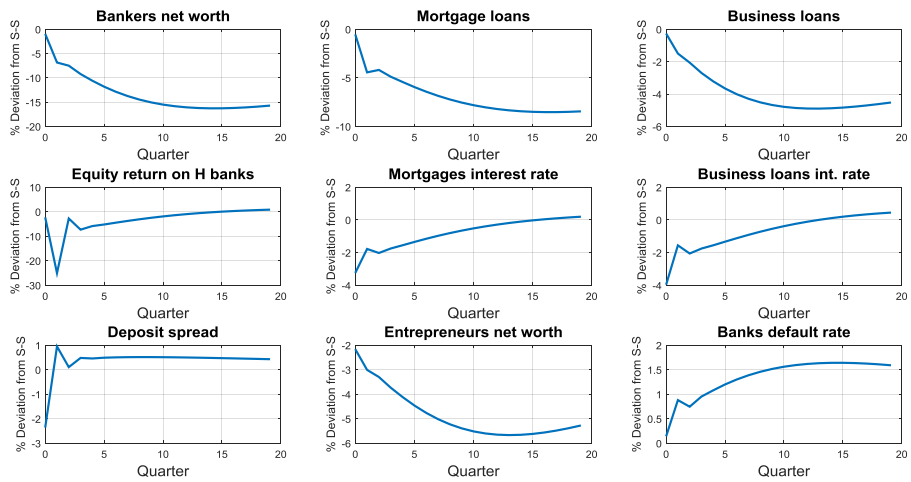 Bankers net worth
% Deviation from S-S
0
-5
-10
-15
-20
0 5 10 15 20
Quarter
Mortgage loans
% Deviation from S-S
0
-5
-10
0 5 10 15 20
Quarter
Business loans
% Deviation from S-S
0
-2
-4
-6
0 5 10 15 20
Quarter
Equity return on H banks
% Deviation from S-S
10
0
-10
-20
-30
0 5 10 15 20
Quarter
Mortgages interest rate
% Deviation from S-S
2
0
-2
-4
0 5 10 15 20
Quarter
Business loans int. rate
% Deviation from S-S
2
0
-2
-4
0 5 10 15 20
Quarter
Deposit spread
% Deviation from S-S
1
0
-1
-2
-3
0 5 10 15 20
Quarter
Entrepreneurs net worth
% Deviation from S-S
-2
-3
-4
-5
-6
0 5 10 15 20
Quarter
Banks default rate
% Deviation from S-S
2
1.5
1
0.5
0
0 5 10 15 20
Quarter